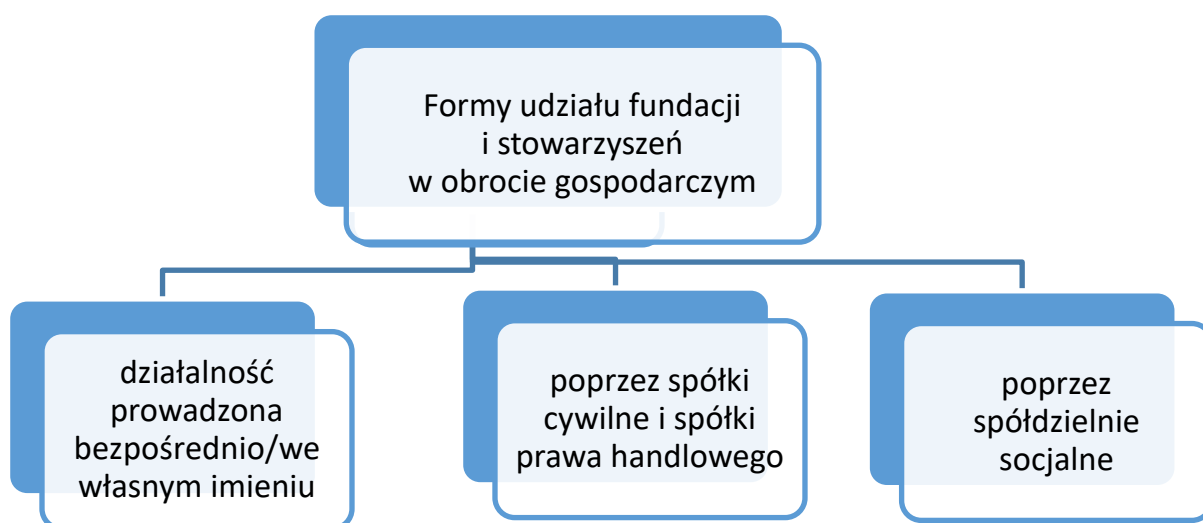 Formy udziału fundacji
i stowarzyszeń
w obrocie gospodarczym
działalność
prowadzona
bezpośrednio/we
własnym imieniu
poprzez spółki
cywilne i spółki
prawa handlowego
poprzez
spółdzielnie
socjalne